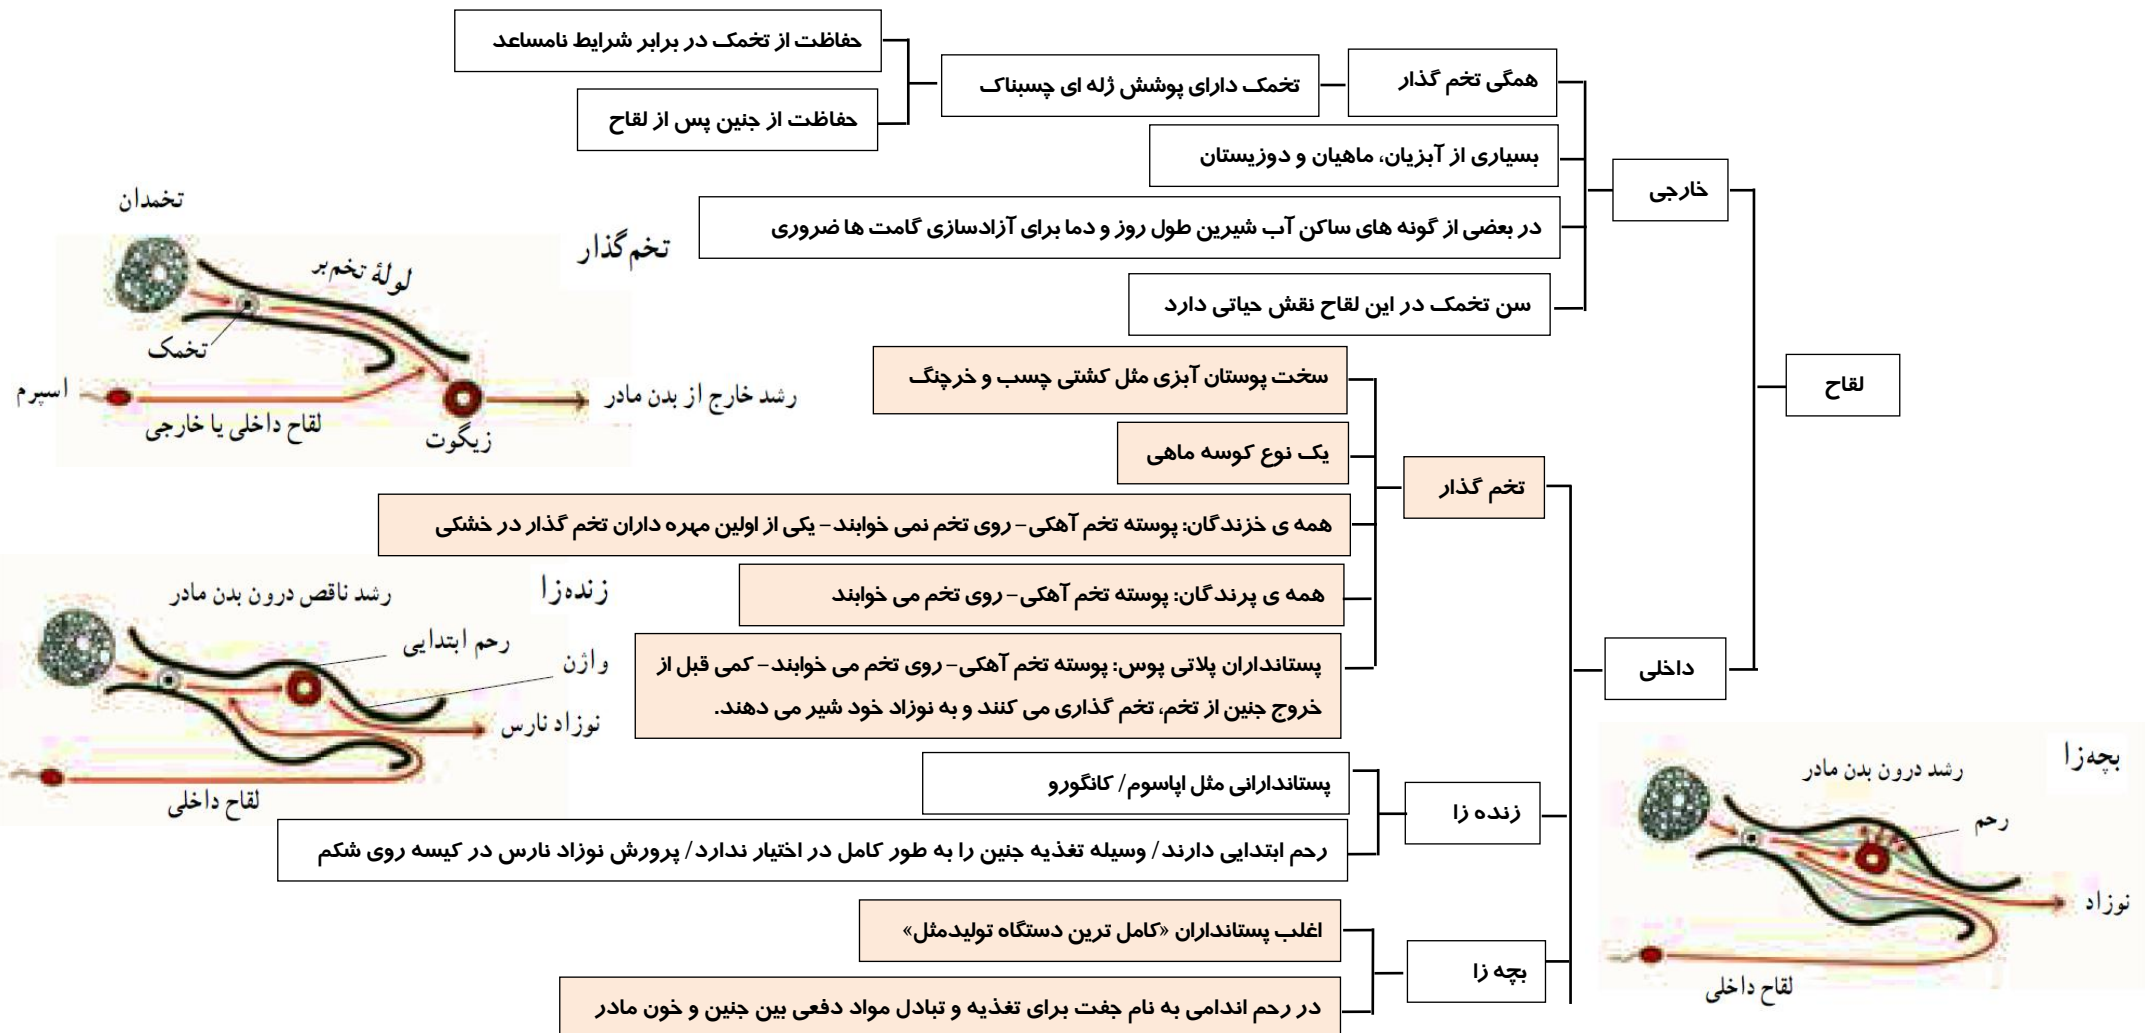 لقاح
خارجی
همگی تخم گذار
تخمک دارای پوشش ژله ای چسبناک
حفاظت از تخمک در برابر شرایط نامساعد
حفاظت از جنین پس از لقاح
بسیاری از آبزیان، ماهیان و دوزیستان
در بعضی از گونه های ساکن آب شیرین طول روز و دما برای آزادسازی گامت ها ضروری
سن تخمک در این لقاح نقش حیاتی دارد
داخلی
تخم گذار
سخت پوستان آبزی مثل کشتی چسب و خرچنگ
یک نوع کوسه ماهی
همه ی خزندگان: پوسته تخم آهکی– روی تخم نمی خوابند– یکی از اولین مهره داران تخم گذار در خشکی
همه ی پرندگان: پوسته تخم آهکی– روی تخم می خوابند
پستانداران پلاتی پوس: پوسته تخم آهکی– روی تخم می خوابند– کمی قبل از
خروج جنین از تخم، تخم گذاری می کنند و به نوزاد خود شیر می دهند.
زنده زا
پستاندارانی مثل اپاسوم/ کانگورو
رحم ابتدایی دارند/ وسیله تغذیه جنین را به طور کامل در اختیار ندارد/ پرورش نوزاد نارس در کیسه روی شکم
بچه زا
اغلب پستانداران «کامل ترین دستگاه تولیدمثل»
در رحم اندامی به نام جفت برای تغذیه و تبادل مواد دفعی بین جنین و خون مادر
تخم‌گذار
تخمدان
لولهٔ تخم‌بر
تخمک
اسپرم
لقاح داخلی یا خارجی
زیگوت
رشد خارج از بدن مادر
زنده‌زا
رشد ناقص درون بدن مادر
رحم ابتدایی
واژن
نوزاد نارس
لقاح داخلی
بچه‌زا
رشد درون بدن مادر
رحم
نوزاد
لقاح داخلی